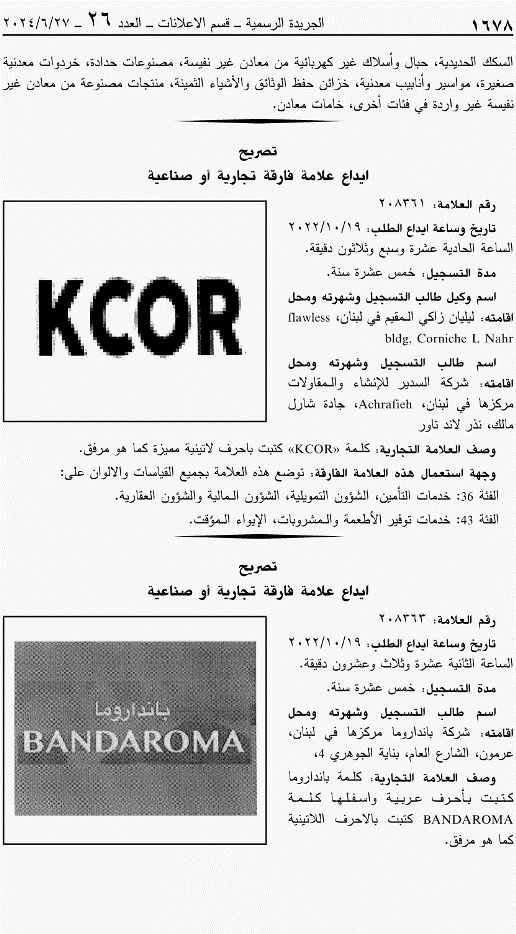 ١٦٧٨
الجريدة الرسمية ـ قسم الاعلانات ـ العدد ٢٦ ـ ٢٠٢٤/٦/٢٧
السكك الحديدية، حبال وأسلاك غير كهربائية من معادن غير نفيسة، مصنوعات حدادة، خردوات معدنية
صغيرة، مواسير وأنابيب معدنية، خزائن حفظ الوثائق والأشياء الثمينة، منتجات مصنوعة من معادن غير
نفيسة غير واردة في فئات أخرى، خامات معادن.
تصريح
ايداع علامة فارقة تجارية أو صناعية
رقم العلامة: ٢٠٨٣٦١
تاريخ وساعة ايداع الطلب: ٢٠٢٢/١٠/١٩
الساعة الحادية عشرة وسبع وثلاثون دقيقة.
مدة التسجيل: خمس عشرة سنة.
اسم وكيل طالب التسجيل وشهرته ومحل
اقامته: ليليان زاكي المقيم في لبنان، flawless
bldg, Corniche L Nahr
اسم طالب التسجيل وشهرته ومحل
اقامته: شركة السدير للإنشاء والمقاولات
مركزها في لبنان، Achrafieh، جادة شارل
مالك، نذر لاند تاور
KCOR
وصف العلامة التجارية: كلمة «KCOR» كتبت باحرف لاتينية مميزة كما هو مرفق.
وجهة استعمال هذه العلامة الفارقة: توضع هذه العلامة بجميع القياسات والالوان على:
الفئة 36: خدمات التأمين، الشؤون التمويلية، الشؤون المالية والشؤون العقارية.
الفئة 43: خدمات توفير الأطعمة والمشروبات، الإيواء المؤقت.
تصريح
ايداع علامة فارقة تجارية أو صناعية
رقم العلامة: ٢٠٨٣٦٣
تاريخ وساعة ايداع الطلب: ٢٠٢٢/١٠/١٩
الساعة الثانية عشرة وثلاث وعشرون دقيقة.
مدة التسجيل: خمس عشرة سنة.
اسم طالب التسجيل وشهرته ومحل
اقامته: شركة بانداروما مركزها في لبنان،
عرمون، الشارع العام، بناية الجوهري 4،
وصف العلامة التجارية: كلمة بانداروما
كتبت بأحرف عربية واسفلها كلمة
BANDAROMA كتبت بالاحرف اللاتينية
كما هو مرفق.
بانداروما
BANDAROMA